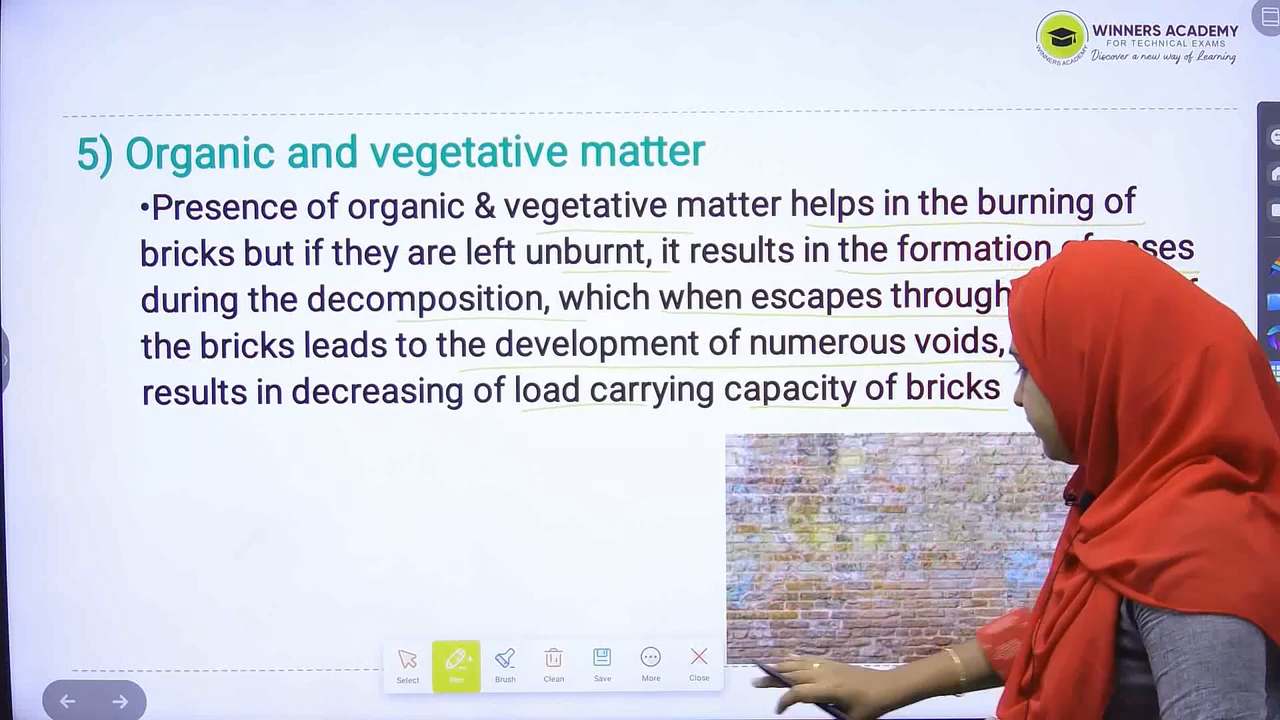 WINNERS ACADEMY
FOR TECHNICAL EXAMS
Discover a new way of Learning
WINNERS ACADEMY
5) Organic and vegetative matter
•Presence of organic & vegetative matter helps in the burning of
bricks but if they are left unburnt, it results in the formation
during the decomposition, which when escapes through
the bricks leads to the development of numerous voids,
results in decreasing of load carrying capacity of bricks
Select
Pen
Brush
Clean
Save
More
Close